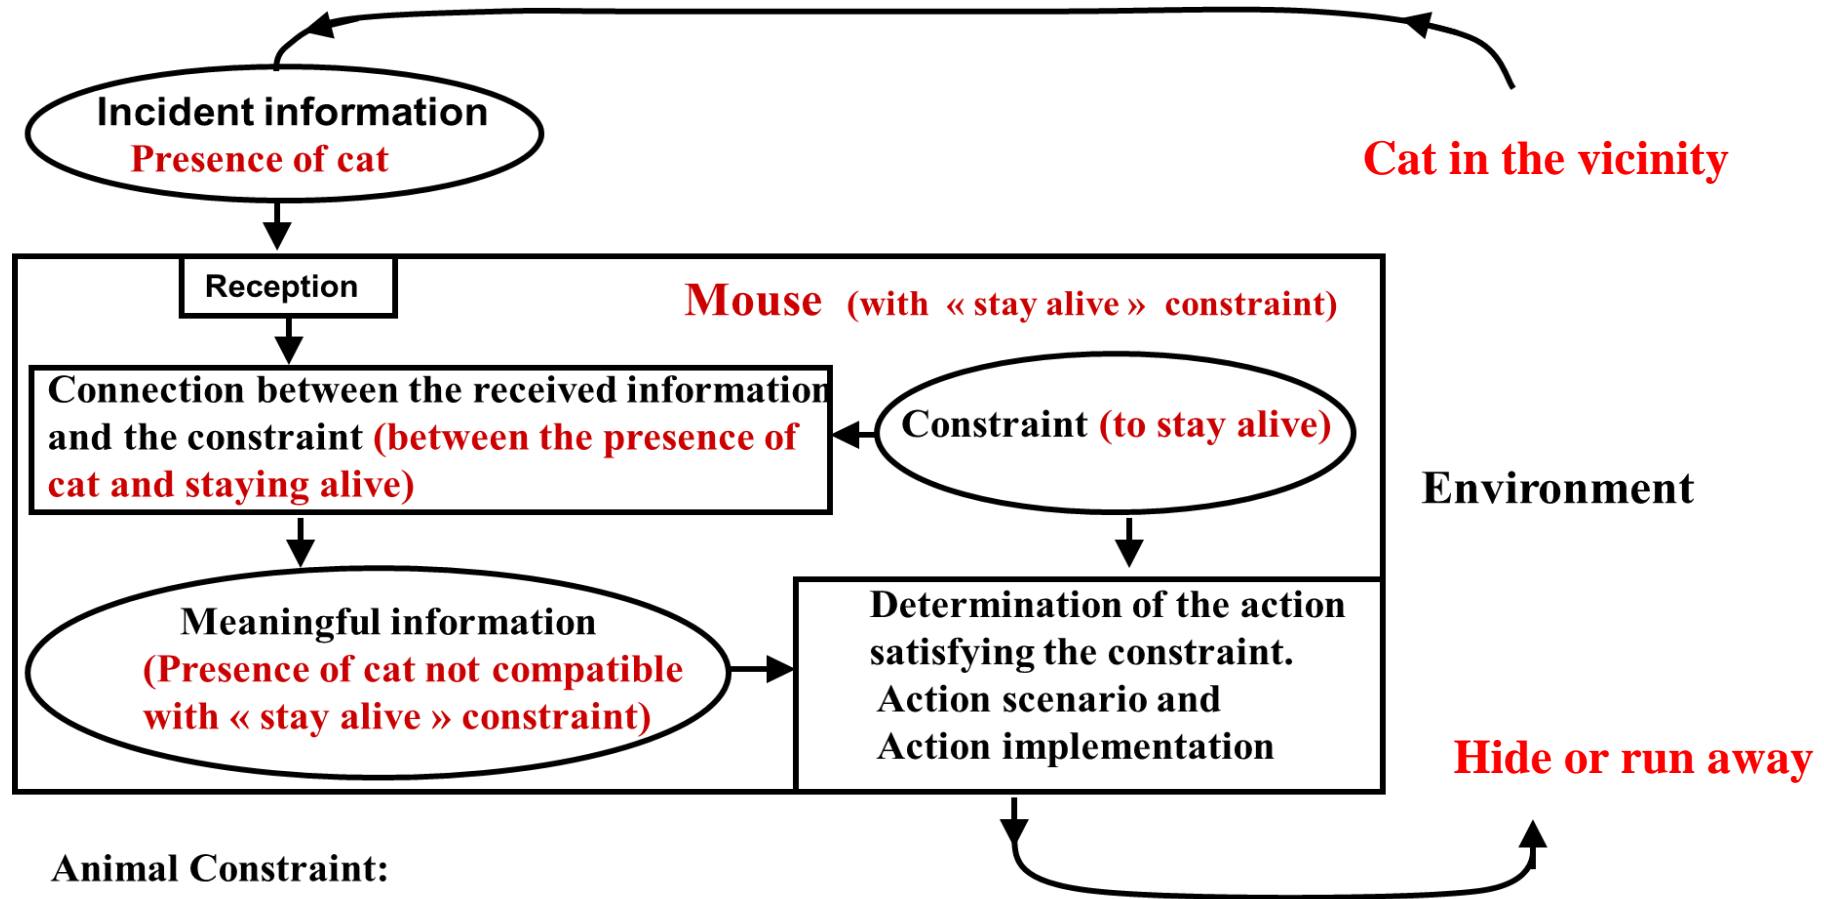 Incident information
Presence of cat
Cat in the vicinity
Reception
Mouse (with « stay alive » constraint)
Connection between the received information
and the constraint (between the presence of
cat and staying alive)
Constraint (to stay alive)
Environment
Meaningful information
(Presence of cat not compatible
with « stay alive » constraint)
Determination of the action
satisfying the constraint.
Action scenario and
Action implementation
Hide or run away
Animal Constraint: